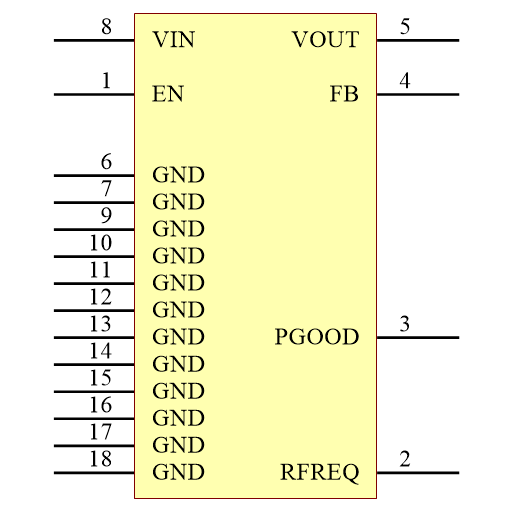 8 VIN VOUT 5
1 EN FB 4
6 GND
7 GND
9 GND
10 GND
11 GND
12 GND
13 GND PGOOD 3
14 GND
15 GND
16 GND
17 GND
18 GND RFREQ 2